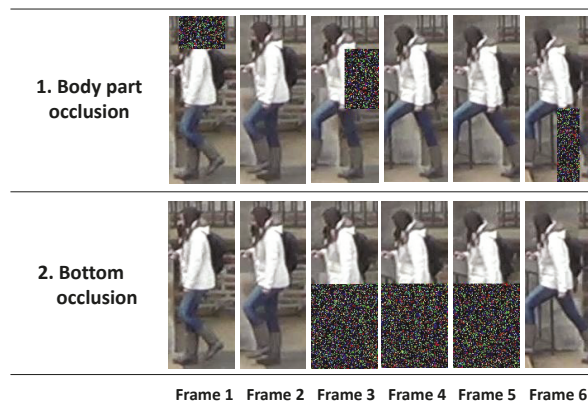 1. Body part
occlusion
2. Bottom
occlusion
Frame 1 Frame 2 Frame 3 Frame 4 Frame 5 Frame 6